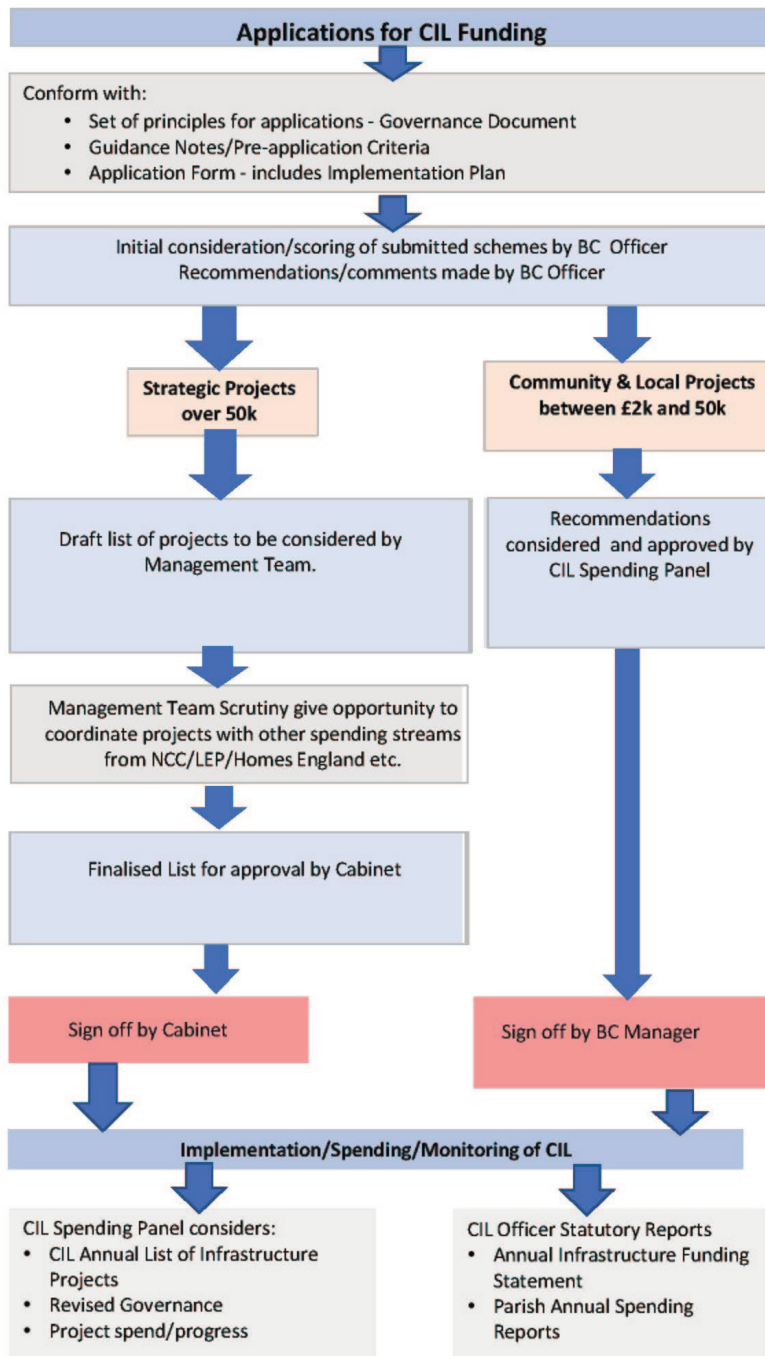 Applications for CIL Funding
Conform with:
• Set of principles for applications - Governance Document
• Guidance Notes/Pre-application Criteria
• Application Form - includes Implementation Plan
Initial consideration/scoring of submitted schemes by BC Officer
Recommendations/comments made by BC Officer
Strategic Projects
over 50k
Community & Local Projects
between £2k and 50k
Draft list of projects to be considered by
Management Team.
Recommendations
considered and approved by
CIL Spending Panel
Management Team Scrutiny give opportunity to
coordinate projects with other spending streams
from NCC/LEP/Homes England etc.
Finalised List for approval by Cabinet
Sign off by Cabinet
Sign off by BC Manager
Implementation/Spending/Monitoring of CIL
CIL Spending Panel considers:
• CIL Annual List of Infrastructure
Projects
• Revised Governance
• Project spend/progress
CIL Officer Statutory Reports
• Annual Infrastructure Funding
Statement
• Parish Annual Spending
Reports